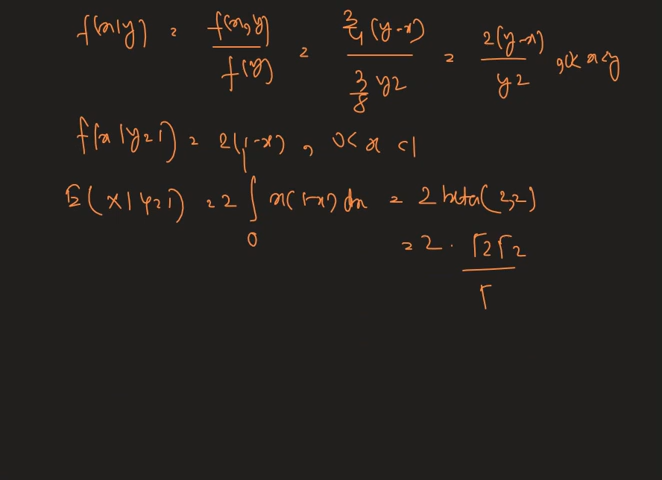 f(x|y) = f(x,y)/f(y) = 3/4 (y-x) / 3/8 y2 = 2(y-x)/y2 , 0<x<y
f(x|y=1) = 2(1-x) , 0<x<1
E(X|Y=1) = 2 ∫_0^1 x(1-x) dx = 2 beta(2,2)
= 2 · Γ2Γ2/Γ